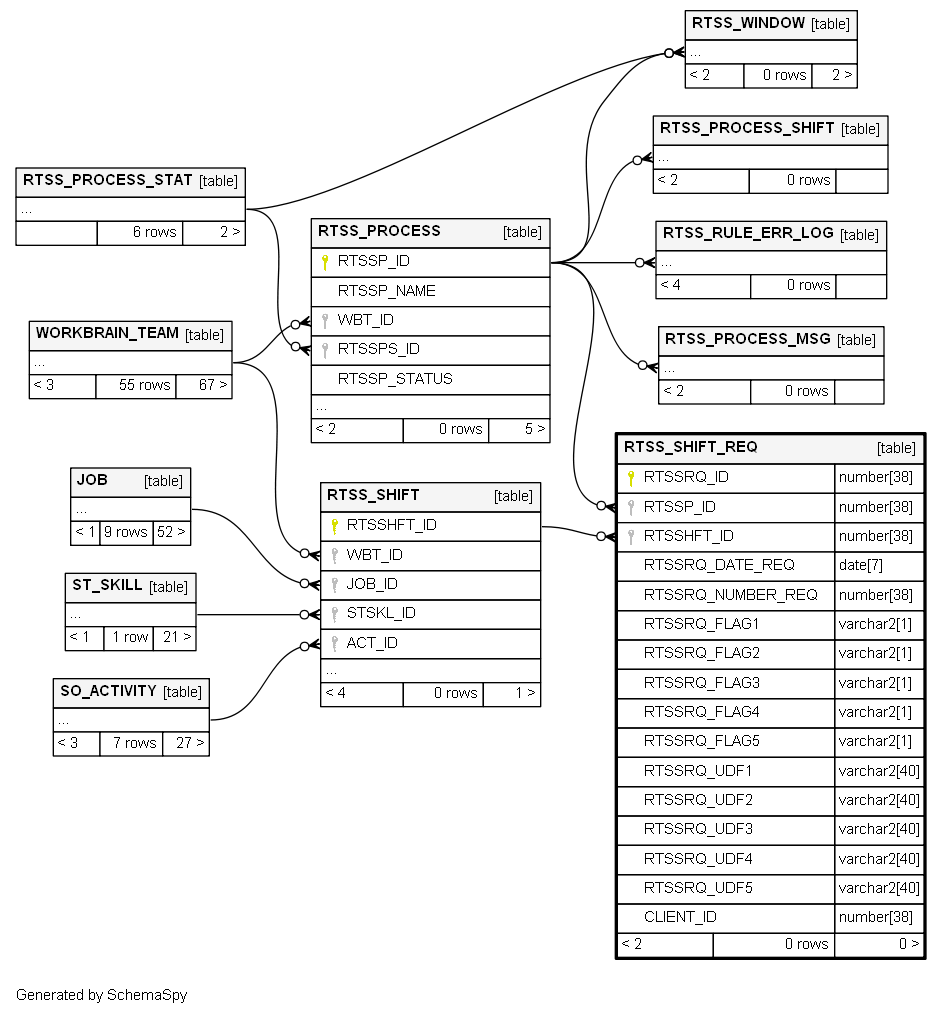 RTSS_WINDOW [table]
...
< 2 0 rows 2 >
RTSS_PROCESS_SHIFT [table]
...
< 2 0 rows
RTSS_PROCESS_STAT [table]
...
6 rows 2 >
RTSS_PROCESS [table]
RTSSP_ID
RTSSP_NAME
WBT_ID
RTSSPS_ID
RTSSP_STATUS
...
< 2 0 rows 5 >
RTSS_RULE_ERR_LOG [table]
...
< 4 0 rows
WORKBRAIN_TEAM [table]
...
< 3 55 rows 67 >
RTSS_PROCESS_MSG [table]
...
< 2 0 rows
JOB [table]
...
< 1 9 rows 52 >
RTSS_SHIFT [table]
RTSSHFT_ID
WBT_ID
JOB_ID
STSKL_ID
ACT_ID
...
< 4 0 rows 1 >
ST_SKILL [table]
...
< 1 1 row 21 >
SO_ACTIVITY [table]
...
< 3 7 rows 27 >
RTSS_SHIFT_REQ [table]
RTSSRQ_ID number[38]
RTSSP_ID number[38]
RTSSHFT_ID number[38]
RTSSRQ_DATE_REQ date[7]
RTSSRQ_NUMBER_REQ number[38]
RTSSRQ_FLAG1 varchar2[1]
RTSSRQ_FLAG2 varchar2[1]
RTSSRQ_FLAG3 varchar2[1]
RTSSRQ_FLAG4 varchar2[1]
RTSSRQ_FLAG5 varchar2[1]
RTSSRQ_UDF1 varchar2[40]
RTSSRQ_UDF2 varchar2[40]
RTSSRQ_UDF3 varchar2[40]
RTSSRQ_UDF4 varchar2[40]
RTSSRQ_UDF5 varchar2[40]
CLIENT_ID number[38]
< 2 0 rows 0 >
Generated by SchemaSpy